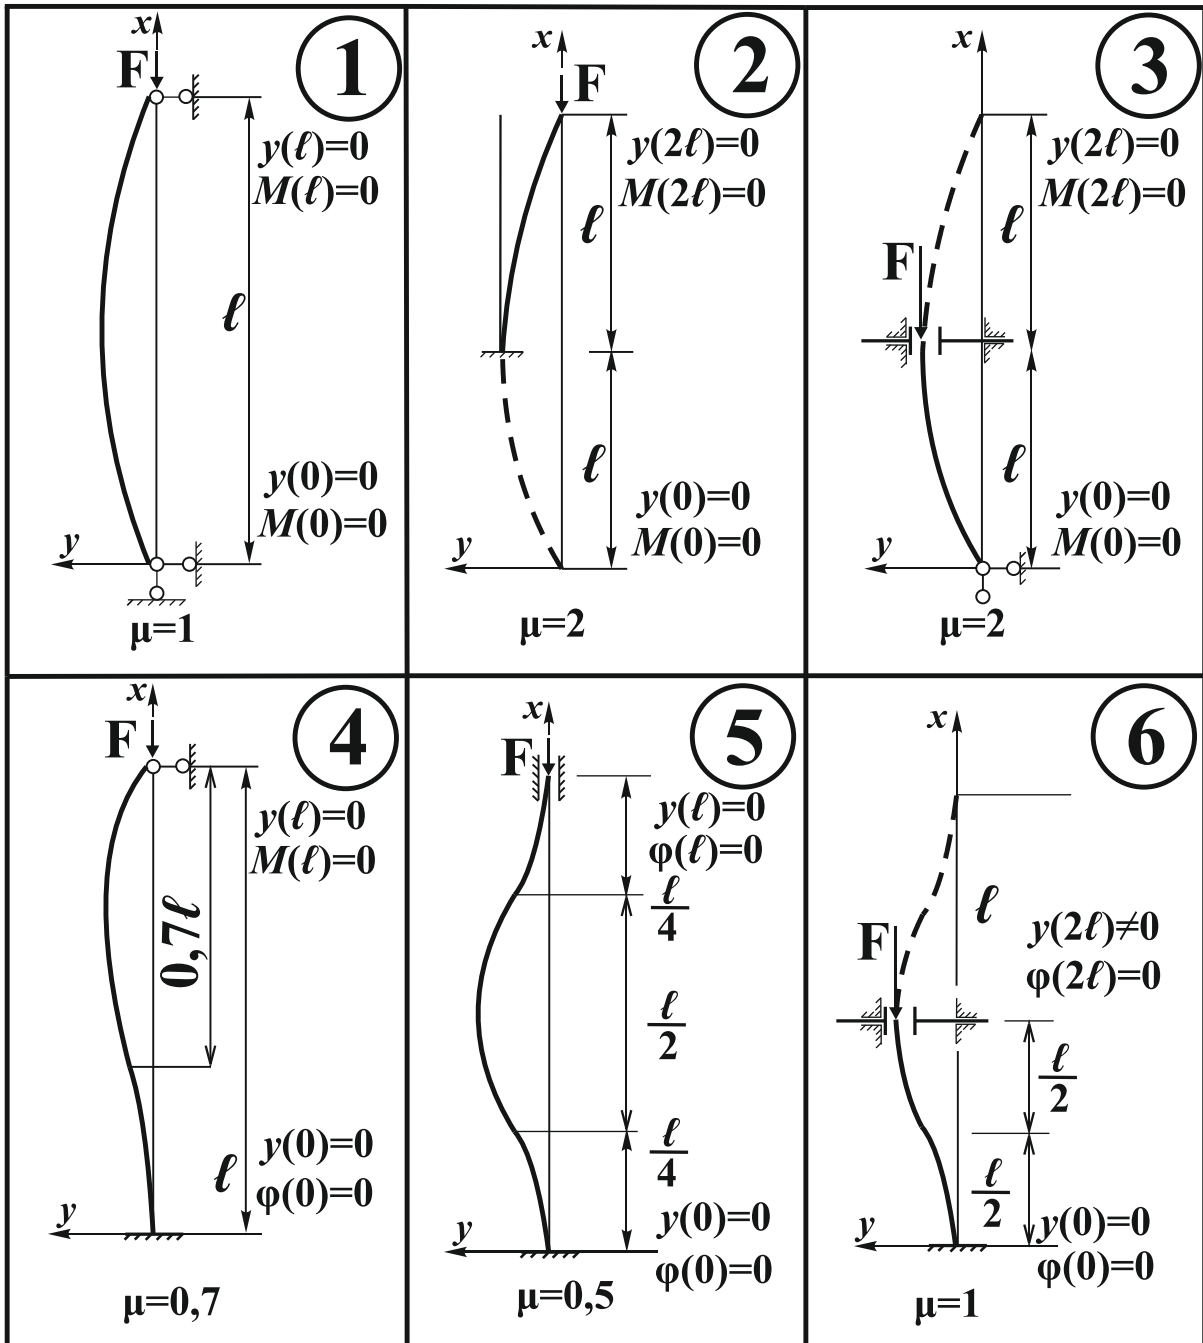 x
F
1
y(ℓ)=0
M(ℓ)=0
ℓ
y(0)=0
M(0)=0
y
μ=1
x
F
2
y(2ℓ)=0
M(2ℓ)=0
ℓ
ℓ
y(0)=0
M(0)=0
y
μ=2
x
3
y(2ℓ)=0
M(2ℓ)=0
ℓ
F
ℓ
y(0)=0
M(0)=0
y
μ=2
x
F
4
y(ℓ)=0
M(ℓ)=0
0,7ℓ
ℓ
y(0)=0
φ(0)=0
y
μ=0,7
x
F
5
y(ℓ)=0
φ(ℓ)=0
ℓ
4
ℓ
2
ℓ
4
y(0)=0
φ(0)=0
y
μ=0,5
x
6
ℓ
F
y(2ℓ)≠0
φ(2ℓ)=0
ℓ
2
ℓ
2
y(0)=0
φ(0)=0
y
μ=1